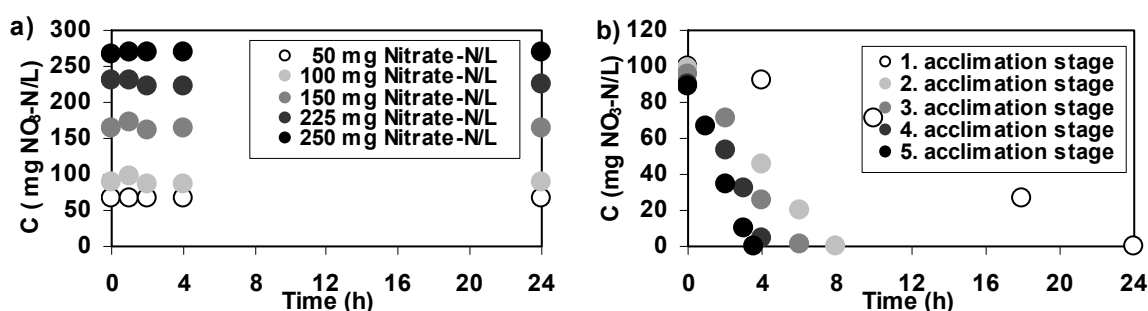 a)
300
250
200
150
100
50
0
C (mg NO₃-N/L)
50 mg Nitrate-N/L
100 mg Nitrate-N/L
150 mg Nitrate-N/L
225 mg Nitrate-N/L
250 mg Nitrate-N/L
0 4 8 12 16 20 24
Time (h)
b)
120
100
80
60
40
20
0
C (mg NO₃-N/L)
1. acclimation stage
2. acclimation stage
3. acclimation stage
4. acclimation stage
5. acclimation stage
0 4 8 12 16 20 24
Time (h)